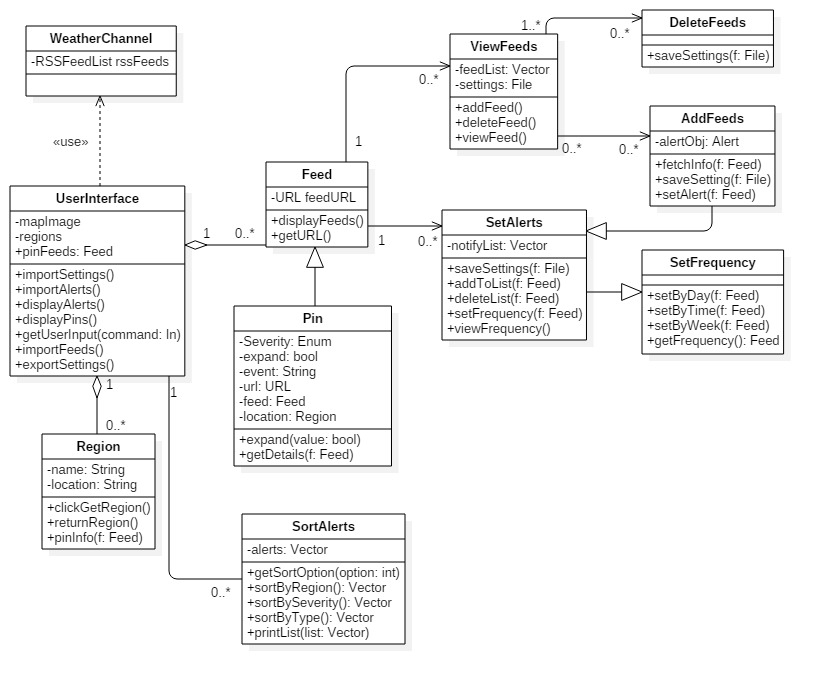 WeatherChannel
-RSSFeedList rssFeeds
«use»
UserInterface
-mapImage
-regions
+pinFeeds: Feed
+importSettings()
+importAlerts()
+displayAlerts()
+displayPins()
+getUserInput(command: In)
+importFeeds()
+exportSettings()
1
0..*
1
0..*
1
0..*
Region
-name: String
-location: String
+clickGetRegion()
+returnRegion()
+pinInfo(f: Feed)
Feed
-URL feedURL
+displayFeeds()
+getURL()
1
0..*
1
0..*
Pin
-Severity: Enum
-expand: bool
-event: String
-url: URL
-feed: Feed
-location: Region
+expand(value: bool)
+getDetails(f: Feed)
SortAlerts
-alerts: Vector
+getSortOption(option: int)
+sortByRegion(): Vector
+sortBySeverity(): Vector
+sortByType(): Vector
+printList(list: Vector)
ViewFeeds
-feedList: Vector
-settings: File
+addFeed()
+deleteFeed()
+viewFeed()
1..*
0..*
0..*
0..*
DeleteFeeds
+saveSettings(f: File)
AddFeeds
-alertObj: Alert
+fetchInfo(f: Feed)
+saveSetting(f: File)
+setAlert(f: Feed)
SetAlerts
-notifyList: Vector
+saveSettings(f: File)
+addToList(f: Feed)
+deleteList(f: Feed)
+setFrequency(f: Feed)
+viewFrequency()
SetFrequency
+setByDay(f: Feed)
+setByTime(f: Feed)
+setByWeek(f: Feed)
+getFrequency(): Feed